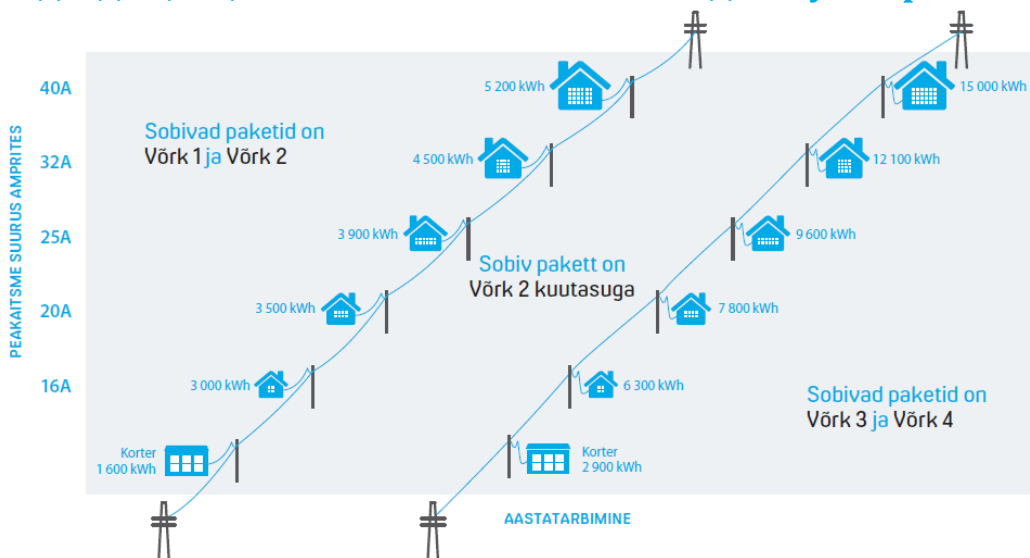 40A
5 200 kWh
15 000 kWh
Sobivad paketid on
Võrk 1 ja Võrk 2
32A
4 500 kWh
12 100 kWh
25A
3 900 kWh
9 600 kWh
Sobiv pakett on
Võrk 2 kuutasuga
20A
3 500 kWh
7 800 kWh
16A
3 000 kWh
6 300 kWh
Sobivad paketid on
Võrk 3 ja Võrk 4
Korter
1 600 kWh
Korter
2 900 kWh
PEAKAITSME SUURUS AMPRITES
AASTATARBIMINE